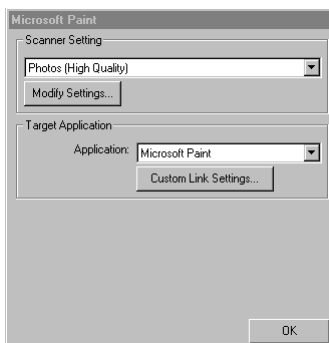 Microsoft Paint
Scanner Setting
Photos (High Quality)
Modify Settings...
Target Application
Application: Microsoft Paint
Custom Link Settings...
OK